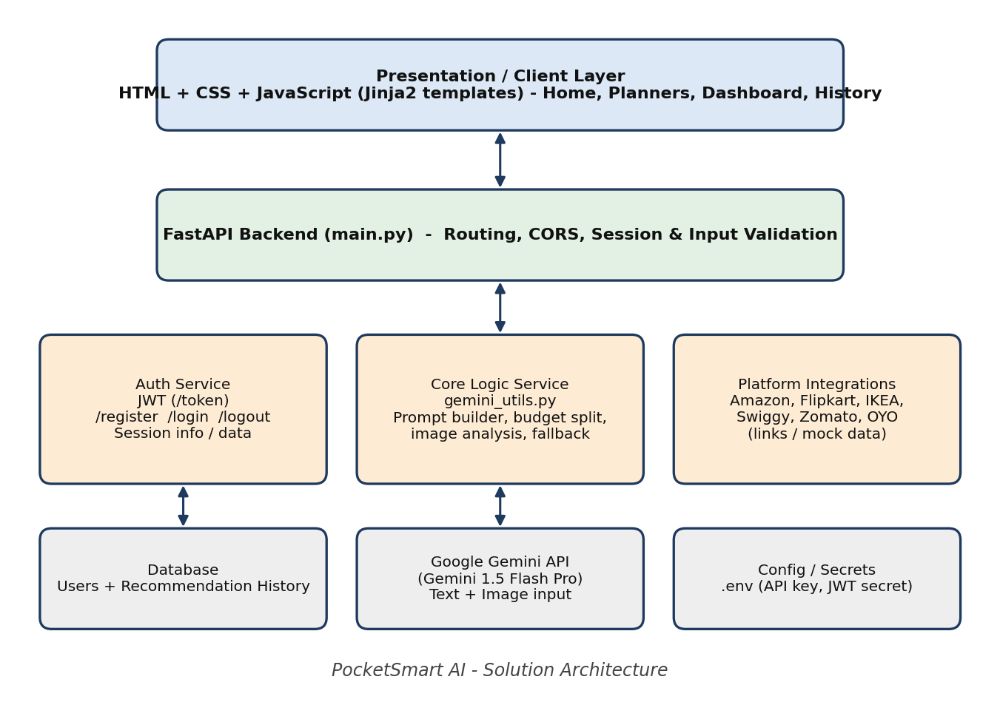 Presentation / Client Layer
HTML + CSS + JavaScript (Jinja2 templates) - Home, Planners, Dashboard, History
FastAPI Backend (main.py)  -  Routing, CORS, Session & Input Validation
Auth Service
JWT (/token)
/register  /login  /logout
Session info / data
Core Logic Service
gemini_utils.py
Prompt builder, budget split,
image analysis, fallback
Platform Integrations
Amazon, Flipkart, IKEA,
Swiggy, Zomato, OYO
(links / mock data)
Database
Users + Recommendation History
Google Gemini API
(Gemini 1.5 Flash Pro)
Text + Image input
Config / Secrets
.env (API key, JWT secret)
PocketSmart AI - Solution Architecture